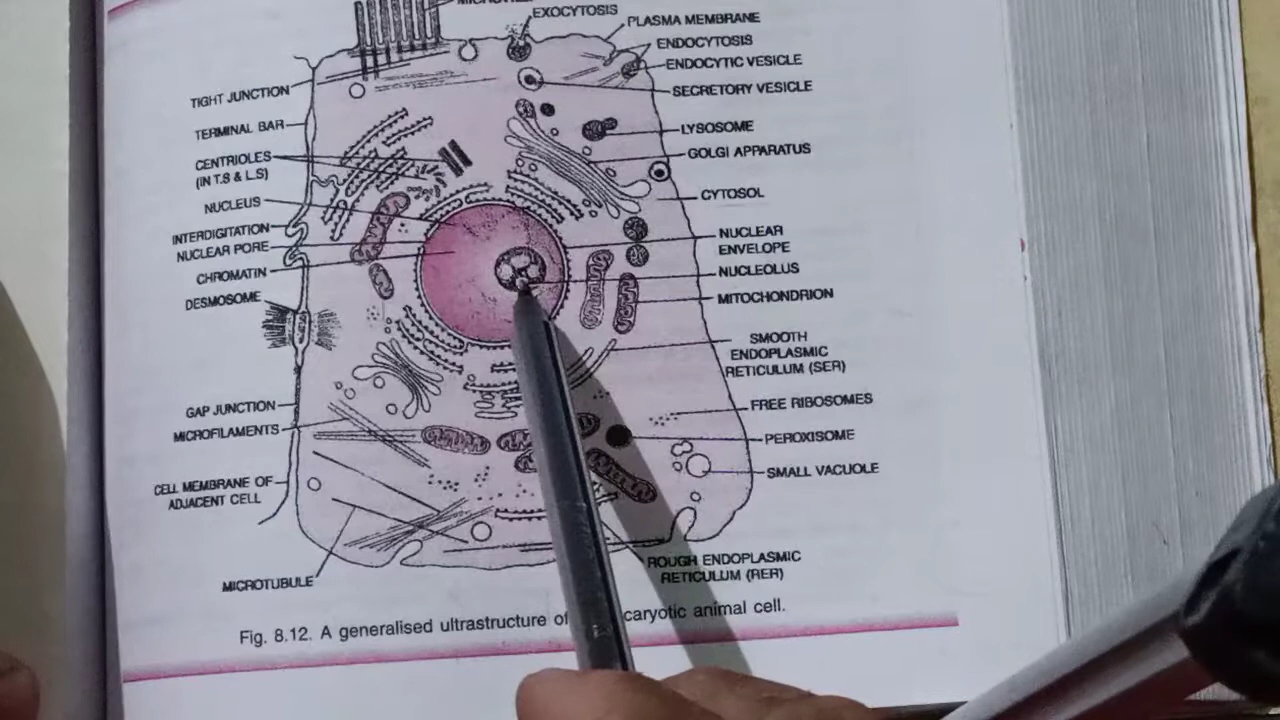 EXOCYTOSIS
PLASMA MEMBRANE
ENDOCYTOSIS
ENDOCYTIC VESICLE
SECRETORY VESICLE
LYSOSOME
GOLGI APPARATUS
CYTOSOL
NUCLEAR
ENVELOPE
NUCLEOLUS
MITOCHONDRION
SMOOTH
ENDOPLASMIC
RETICULUM (SER)
FREE RIBOSOMES
PEROXISOME
SMALL VACUOLE
ROUGH ENDOPLASMIC
RETICULUM (RER)
TIGHT JUNCTION
TERMINAL BAR
CENTRIOLES
(IN T.S & L.S)
NUCLEUS
INTERDIGITATION
NUCLEAR PORE
CHROMATIN
DESMOSOME
GAP JUNCTION
MICROFILAMENTS
CELL MEMBRANE OF
ADJACENT CELL
MICROTUBULE
Fig. 8.12. A generalised ultrastructure of caryotic animal cell.